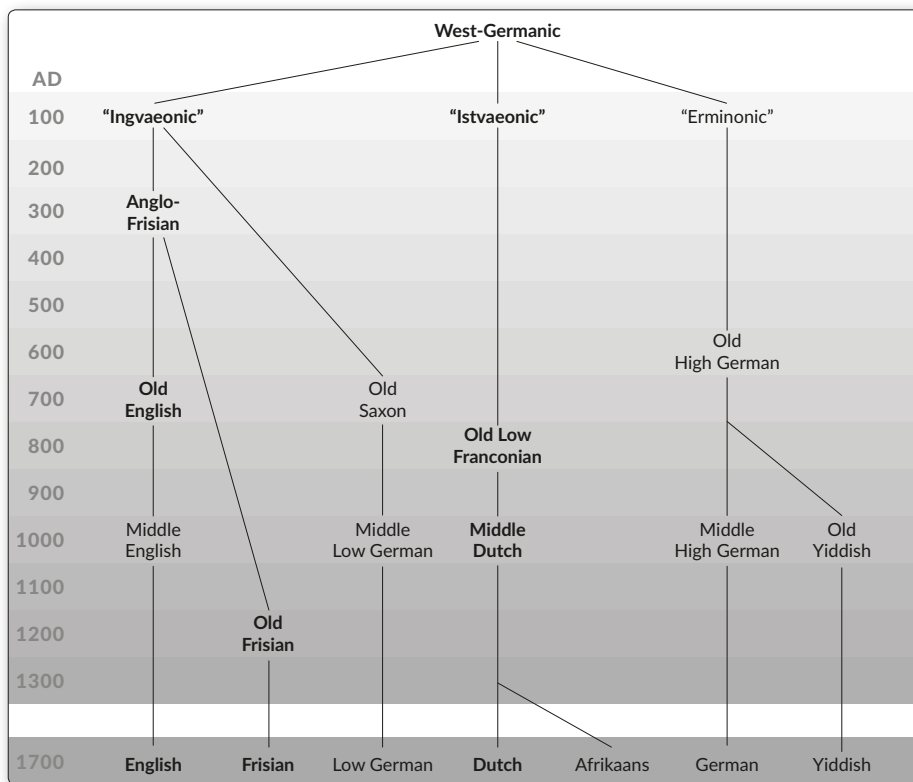 West-Germanic
AD
100 “Ingvaeonic” “Istvaeonic” “Erminonic”
200
Anglo-
300
Frisian
400
500
600
Old
High German
Old
English
700
Old
Saxon
800
Old Low
Franconian
900
Middle
English
1000
Middle
Low German
Middle
Dutch
Middle
High German
Old
Yiddish
1100
1200
Old
Frisian
1300
1700 English Frisian Low German Dutch Afrikaans German Yiddish